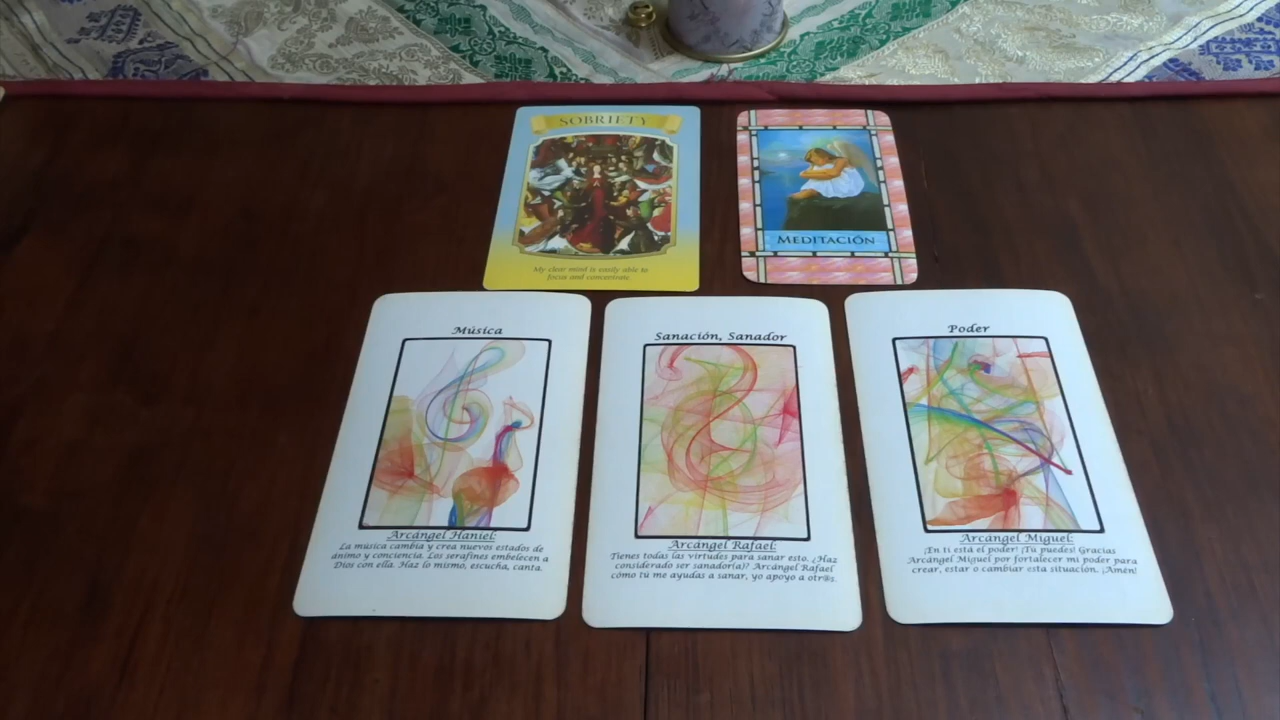 SOBRIETY
My clear mind is easily able to
focus and concentrate.
MEDITACIÓN
Música
Arcángel Haniel:
La música cambia y crea nuevos estados de
ánimo y conciencia. Los serafines embelecen a
Dios con ella. Haz lo mismo, escucha, canta.
Sanación, Sanador
Arcángel Rafael:
Tienes todas las virtudes para sanar esto. ¿Haz
considerado ser sanador(a)? Arcángel Rafael
cómo tú me ayudas a sanar, yo apoyo a otr@s.
Poder
Arcángel Miguel:
¡En ti está el poder! ¡Tú puedes! Gracias
Arcángel Miguel por fortalecer mi poder para
crear, estar o cambiar esta situación. ¡Amén!